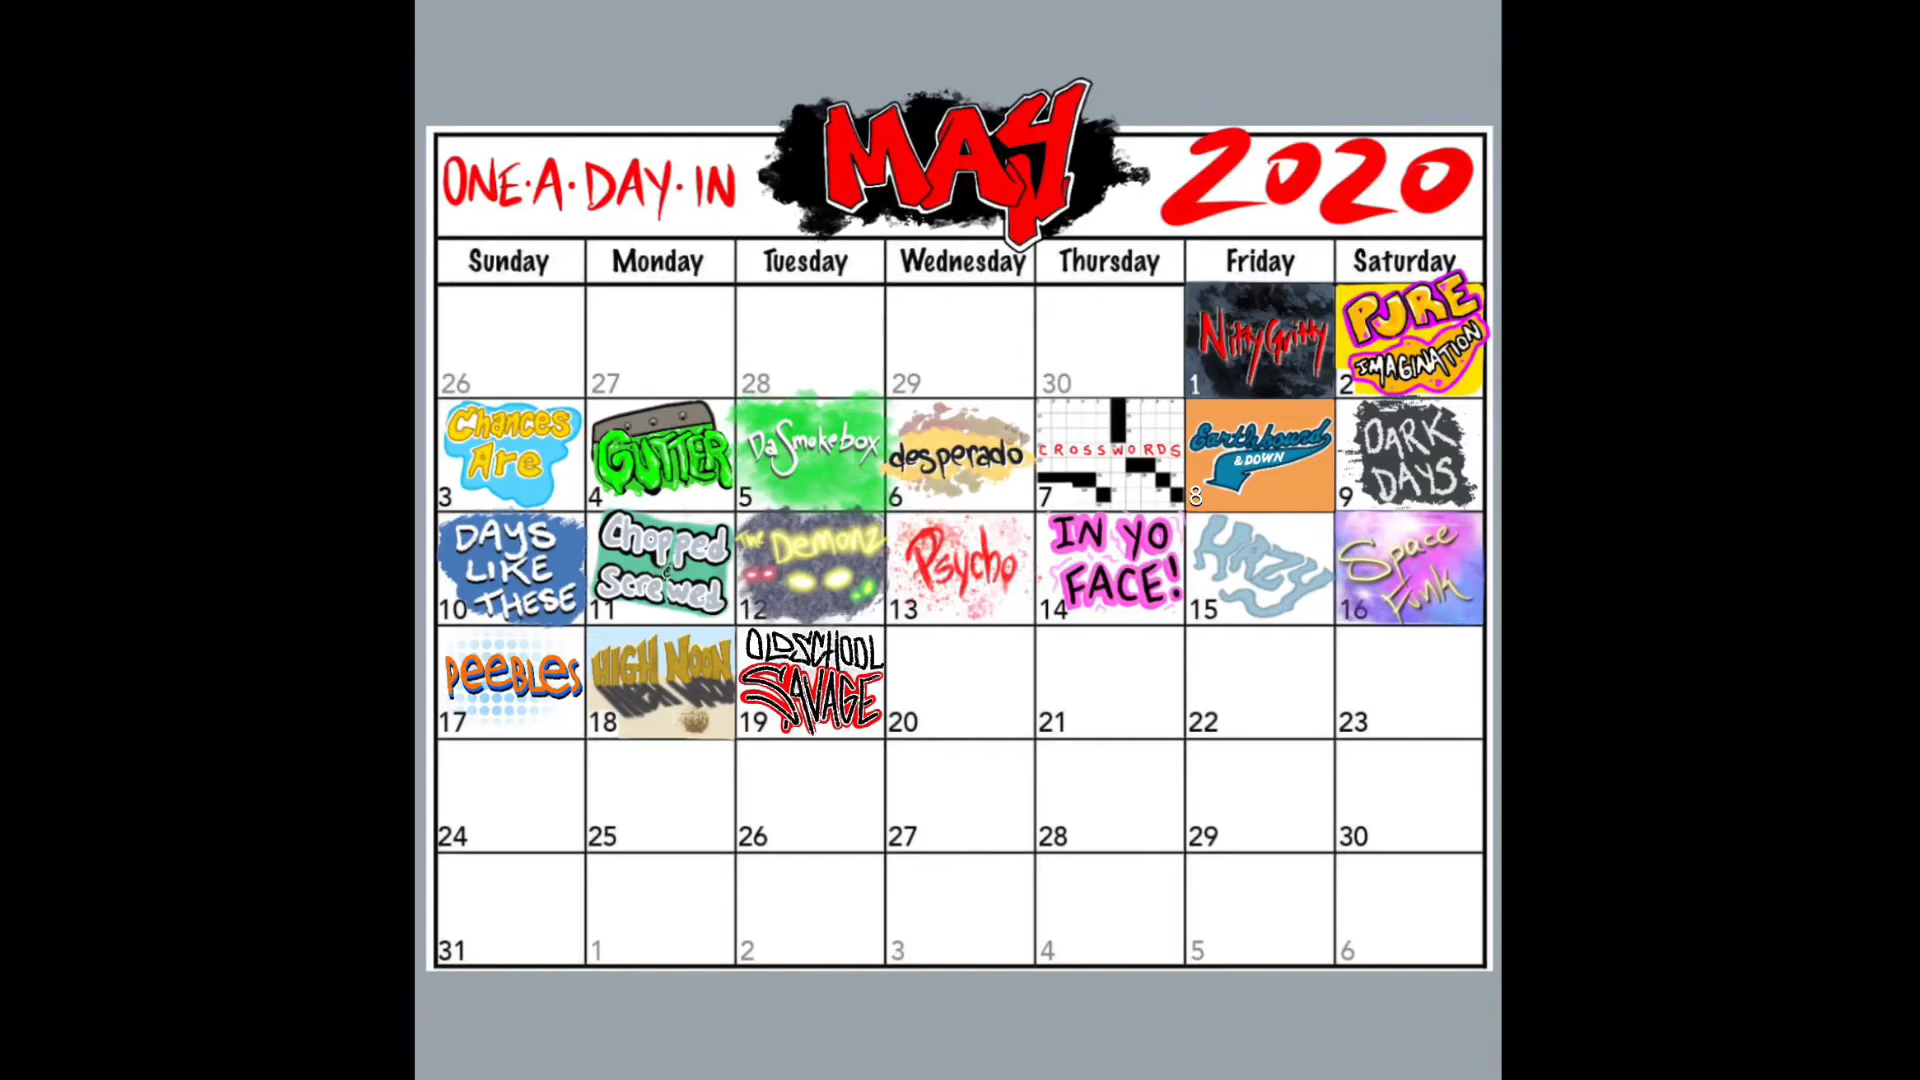 ONE·A·DAY·IN MAY 2020
Sunday Monday Tuesday Wednesday Thursday Friday Saturday
26
27
28
29
30
Nitty Gritty
1
PURE
IMAGINATION
2
Chances
Are
3
GUTTER
4
Da Smokebox
5
desperado
6
CROSSWORDS
7
Earthbound
& DOWN
8
DARK
DAYS
9
DAYS
LIKE
THESE
10
Chopped
&
Screwed
11
The Demonz
12
Psycho
13
IN YO
FACE!
14
HAZY
15
Space
Funk
16
PEEBLES
17
HIGH NOON
18
OLDSCHOOL
SAVAGE
19
20
21
22
23
24
25
26
27
28
29
30
31
1
2
3
4
5
6